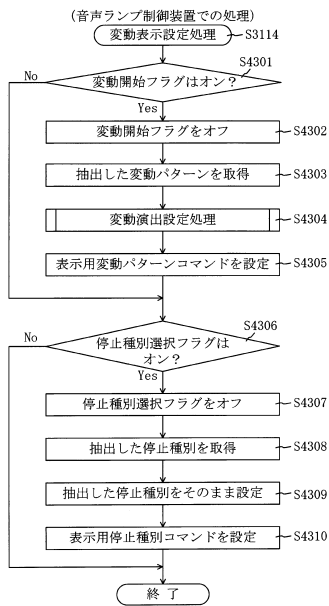 (音声ランプ制御装置での処理)
変動表示設定処理 S3114
No 変動開始フラグはオン? S4301
Yes
変動開始フラグをオフ S4302
抽出した変動パターンを取得 S4303
変動演出設定処理 S4304
表示用変動パターンコマンドを設定 S4305
No 停止種別選択フラグは S4306
オン?
Yes
停止種別選択フラグをオフ S4307
抽出した停止種別を取得 S4308
抽出した停止種別をそのまま設定 S4309
表示用停止種別コマンドを設定 S4310
終了